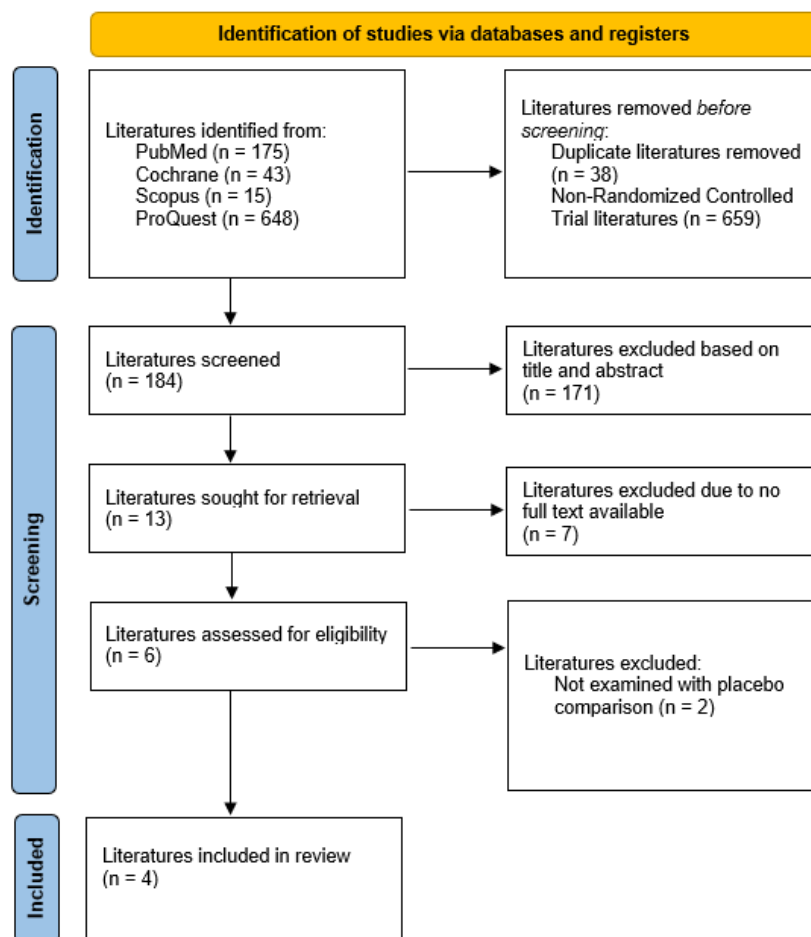 Identification of studies via databases and registers
Identification
Literatures identified from:
PubMed (n = 175)
Cochrane (n = 43)
Scopus (n = 15)
ProQuest (n = 648)
Literatures removed before
screening:
Duplicate literatures removed
(n = 38)
Non-Randomized Controlled
Trial literatures (n = 659)
Screening
Literatures screened
(n = 184)
Literatures excluded based on
title and abstract
(n = 171)
Literatures sought for retrieval
(n = 13)
Literatures excluded due to no
full text available
(n = 7)
Literatures assessed for eligibility
(n = 6)
Literatures excluded:
Not examined with placebo
comparison (n = 2)
Included
Literatures included in review
(n = 4)